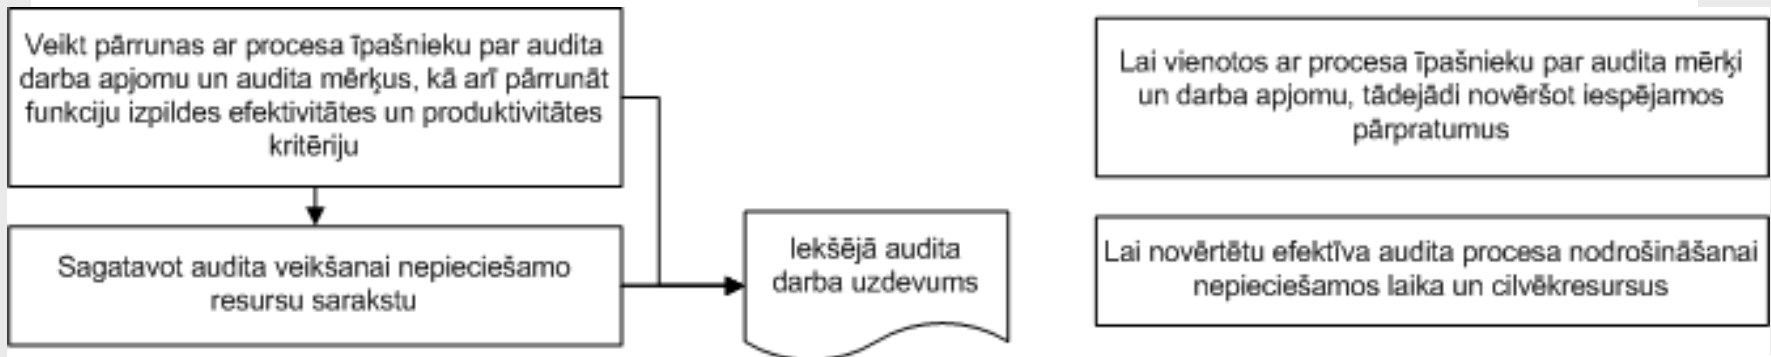 Veikt pārrunas ar procesa īpašnieku par audita
darba apjomu un audita mērķus, kā arī pārrunāt
funkciju izpildes efektivitātes un produktivitātes
kritēriju
Sagatavot audita veikšanai nepieciešamo
resursu sarakstu
Iekšējā audita
darba uzdevums
Lai vienotos ar procesa īpašnieku par audita mērķi
un darba apjomu, tādejādi novēršot iespējamos
pārpratumus
Lai novērtētu efektīva audita procesa nodrošināšanai
nepieciešamos laika un cilvēkresursus